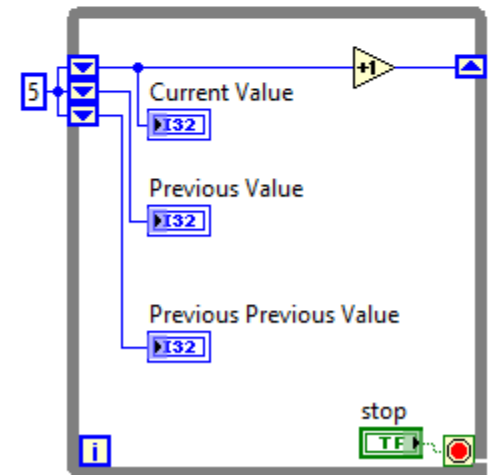 +1
5
Current Value
I32
Previous Value
I32
Previous Previous Value
I32
stop
TF
i